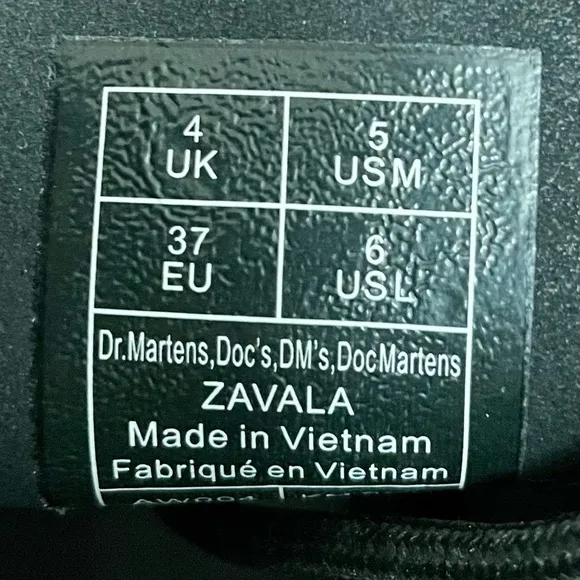 4
UK
5
USM
37
EU
6
USL
Dr.Martens,Doc's,DM's,DocMartens
ZAVALA
Made in Vietnam
Fabriqué en Vietnam
AW004